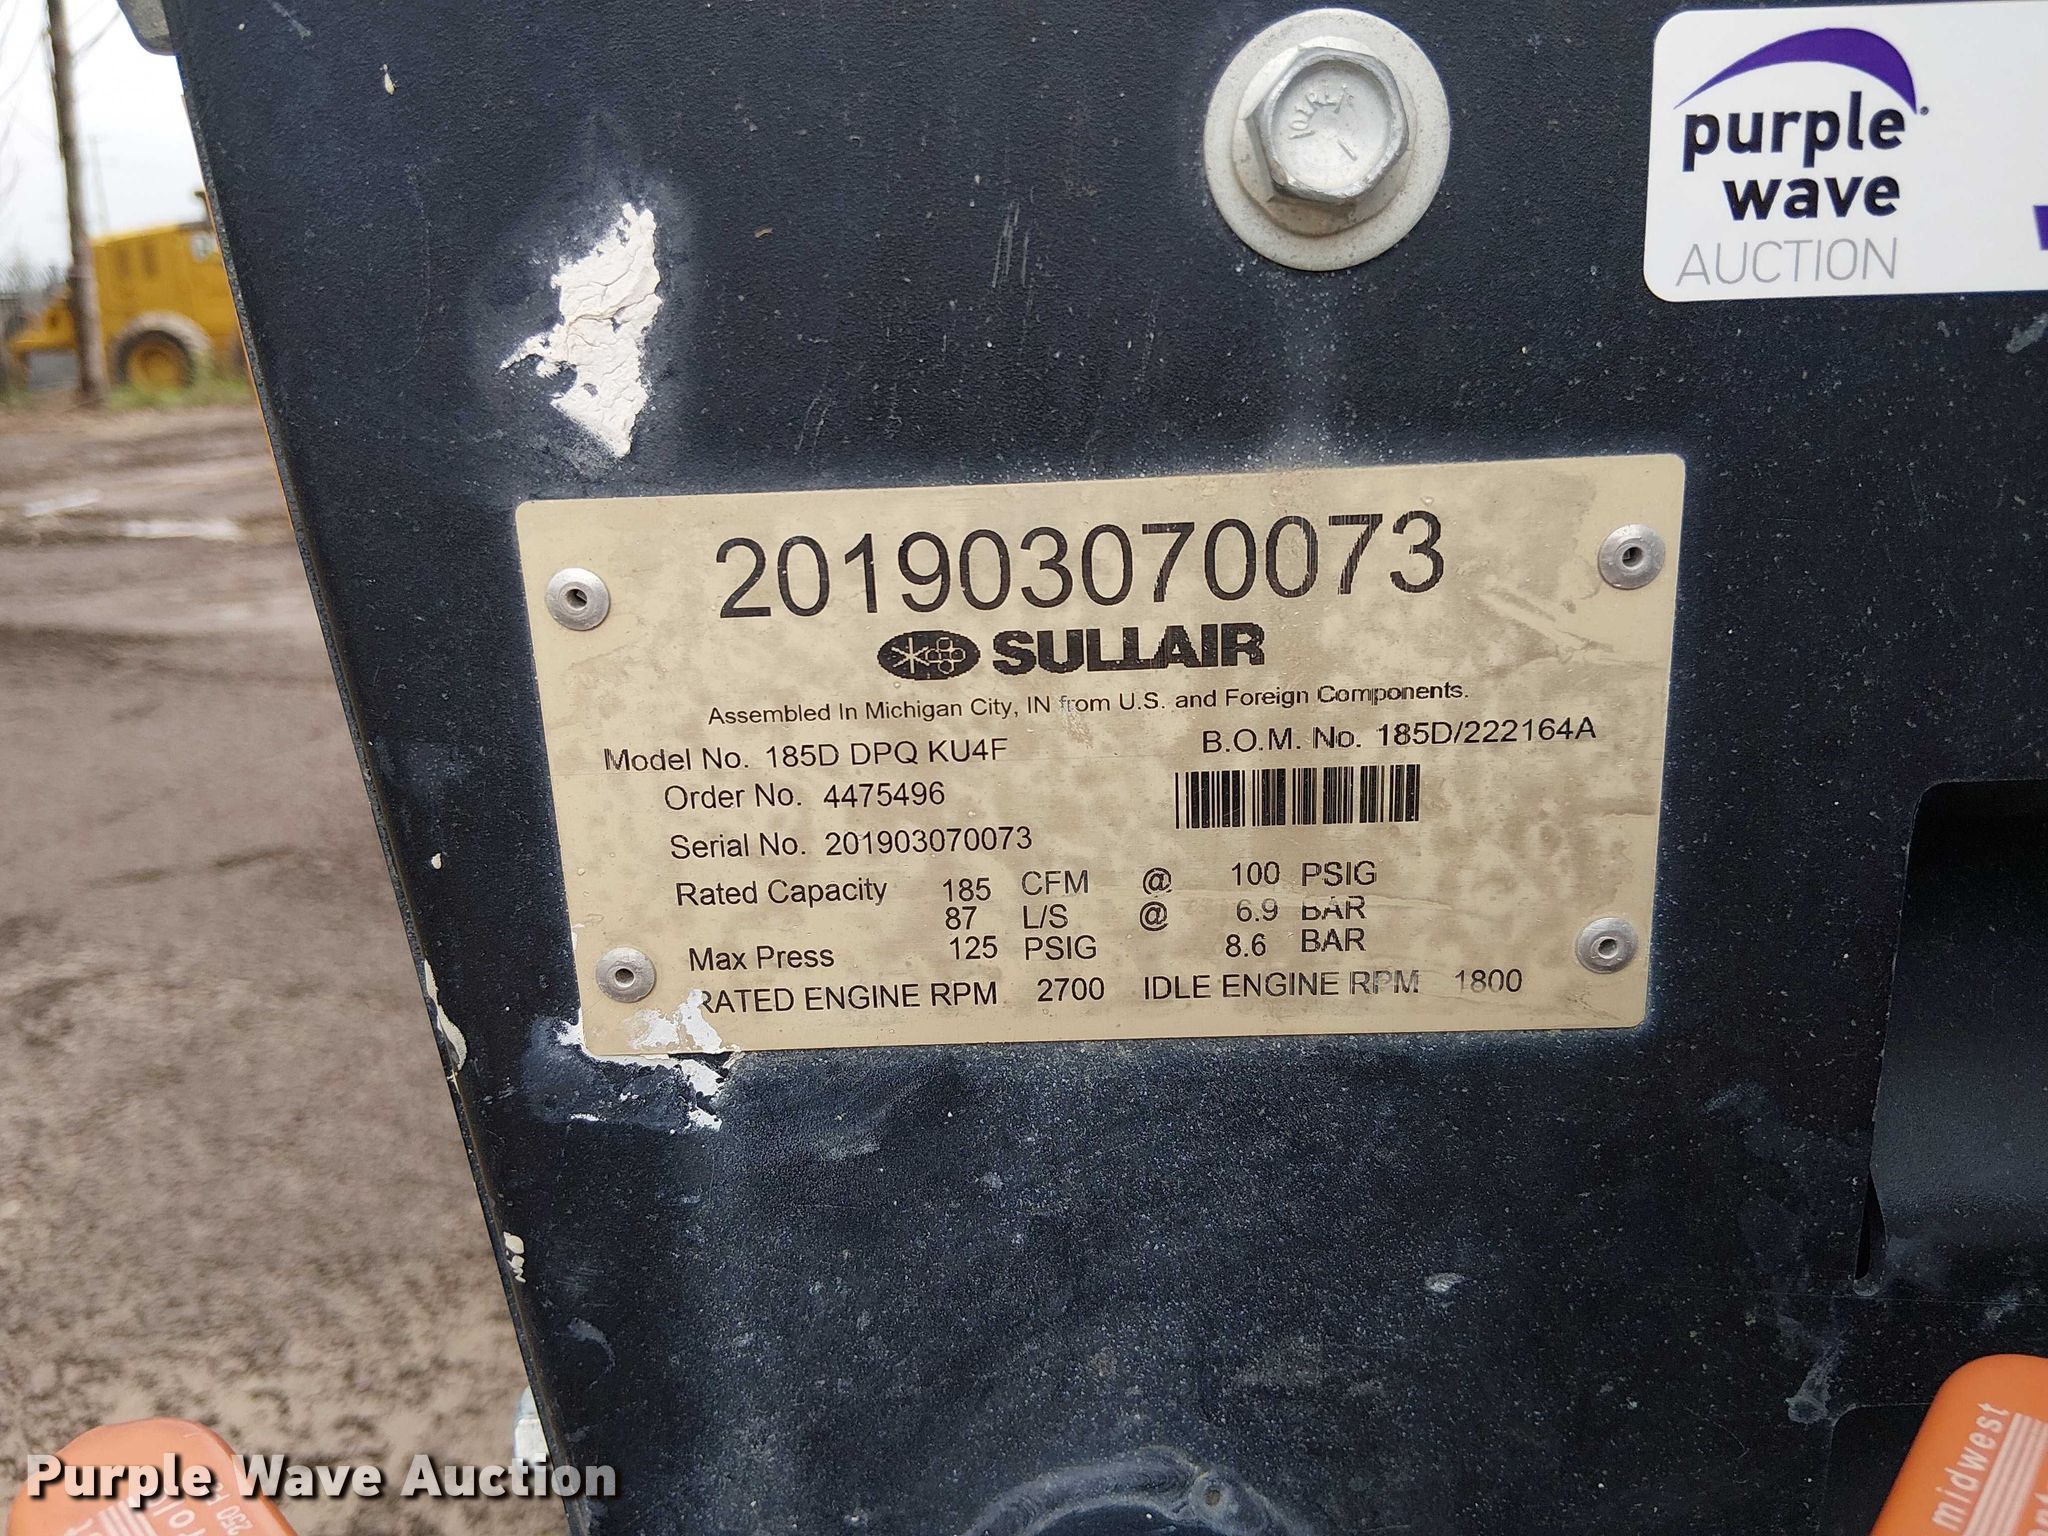 purple
wave
AUCTION
201903070073
SULLAIR
Assembled In Michigan City, IN from U.S. and Foreign Components.
Model No. 185D DPQ KU4F B.O.M. No. 185D/222164A
Order No. 4475496
Serial No. 201903070073
Rated Capacity 185 CFM @ 100 PSIG
87 L/S @ 6.9 BAR
Max Press 125 PSIG 8.6 BAR
RATED ENGINE RPM 2700 IDLE ENGINE RPM 1800
midwest
250
Purple Wave Auction